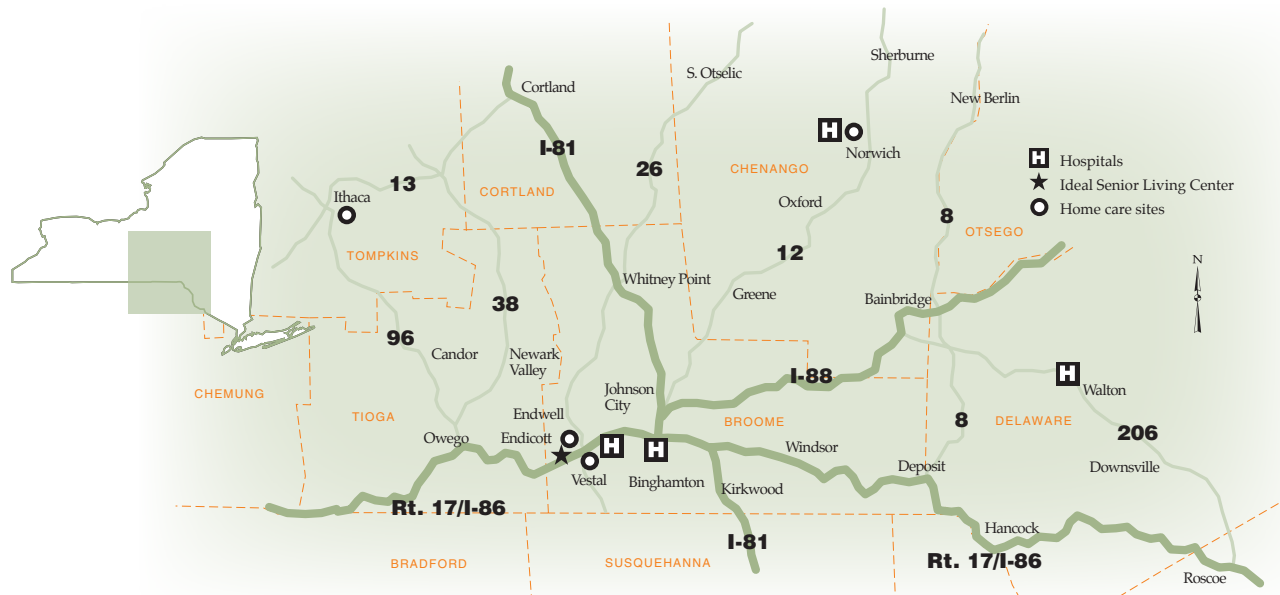 Sherburne
S. Otselic
Cortland
New Berlin
I-81
Norwich
CHENANGO
26
Hospitals
13
CORTLAND
Ideal Senior Living Center
Ithaca
Oxford
Home care sites
8
OTSEGO
TOMPKINS
12
N
Whitney Point
Greene
Bainbridge
38
96
Candor
Newark
Valley
I-88
CHEMUNG
Johnson
City
Walton
TIOGA
Endwell
BROOME
8
DELAWARE
206
Owego
Endicott
Windsor
Deposit
Downsville
Vestal
Binghamton
Kirkwood
Rt. 17/I-86
Hancock
I-81
BRADFORD
SUSQUEHANNA
Rt. 17/I-86
Roscoe
H
H
H
H
H